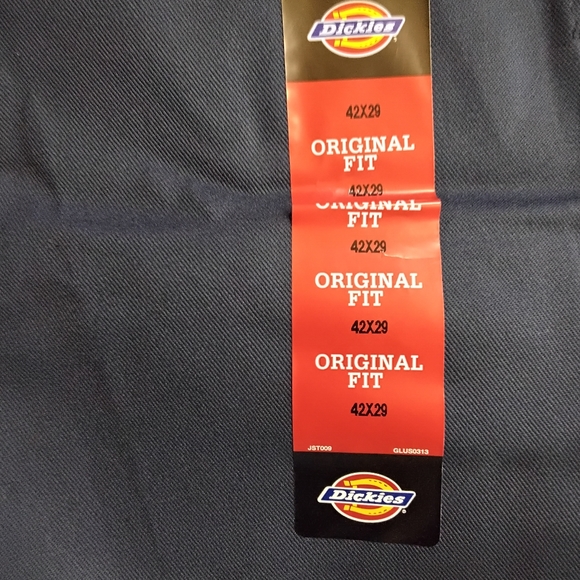 Dickies
42X29
ORIGINAL
FIT
42X29
ORIGINAL
FIT
42X29
ORIGINAL
FIT
42X29
ORIGINAL
FIT
42X29
JST009 GLUS0313
Dickies